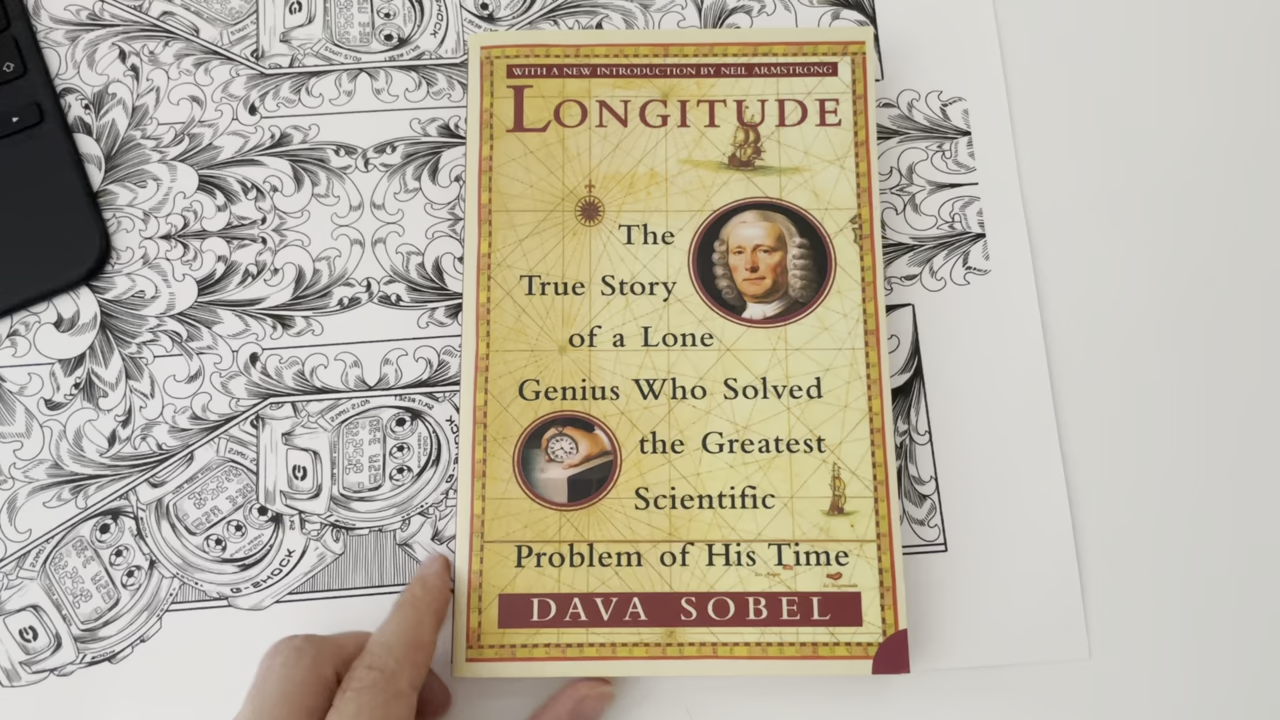 WITH A NEW INTRODUCTION BY NEIL ARMSTRONG
LONGITUDE
The
True Story
of a Lone
Genius Who Solved
the Greatest
Scientific
Problem of His Time
DAVA SOBEL
G-SHOCK